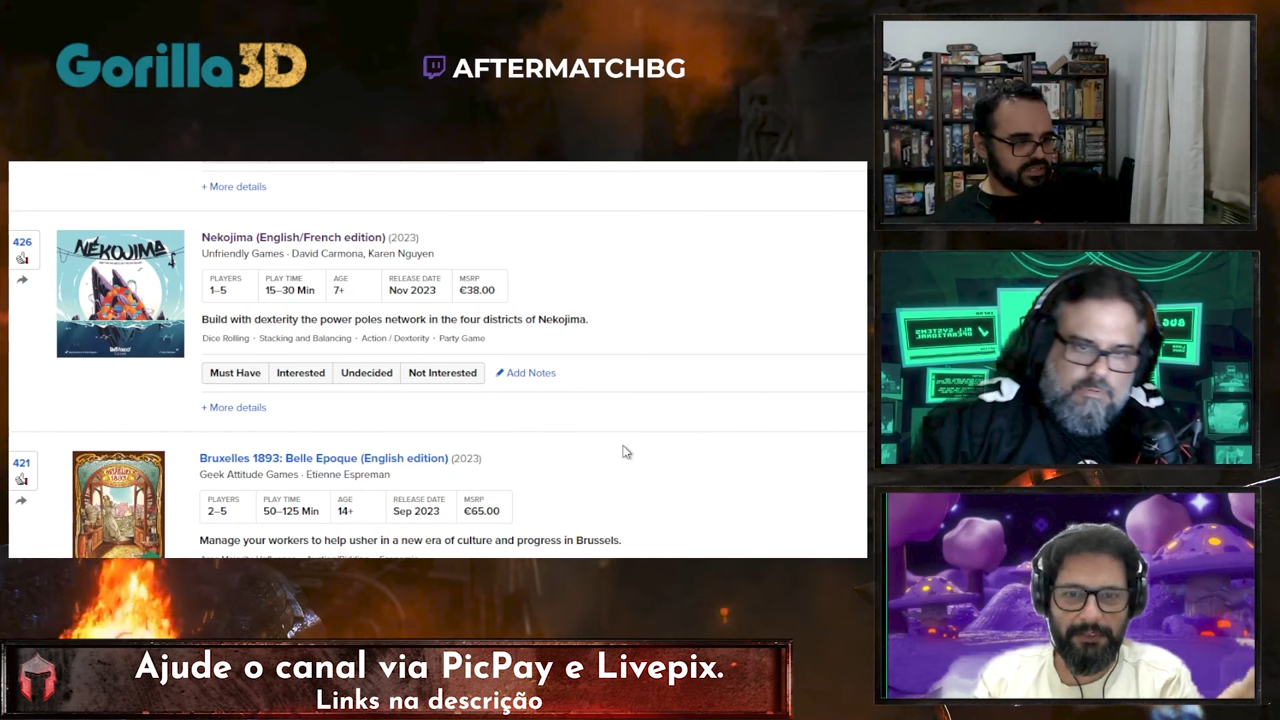 Gorilla3D
AFTERMATCHBG
+ More details
426
NEKOJIMA
Nekojima (English/French edition) (2023)
Unfriendly Games · David Carmona, Karen Nguyen
PLAYERS PLAY TIME AGE RELEASE DATE MSRP
1–5 15–30 Min 7+ Nov 2023 €38.00
Build with dexterity the power poles network in the four districts of Nekojima.
Dice Rolling · Stacking and Balancing · Action / Dexterity · Party Game
Must Have Interested Undecided Not Interested Add Notes
+ More details
421
BRUXELLES 1893
Bruxelles 1893: Belle Epoque (English edition) (2023)
Geek Attitude Games · Etienne Espreman
PLAYERS PLAY TIME AGE RELEASE DATE MSRP
2–5 50–125 Min 14+ Sep 2023 €65.00
Manage your workers to help usher in a new era of culture and progress in Brussels.
ALL SYSTEMS
OPERATIONAL
Ajude o canal via PicPay e Livepix.
Links na descrição